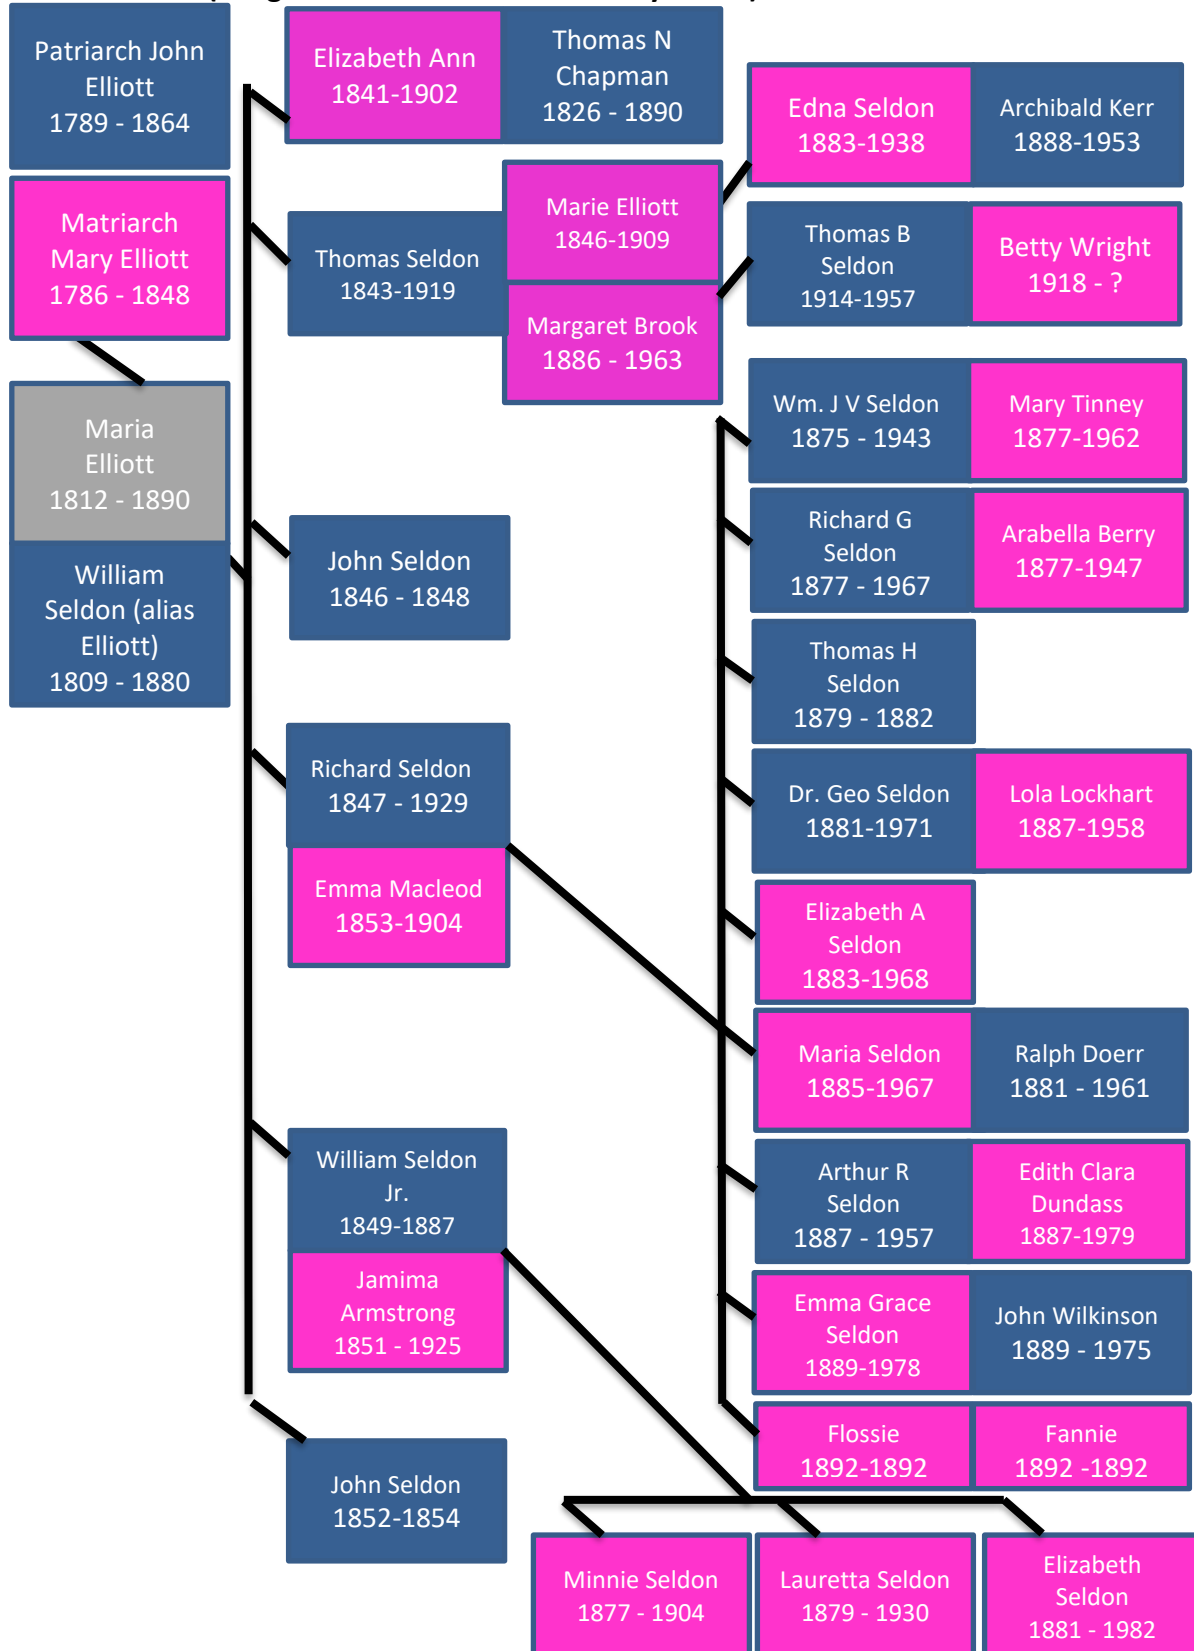 Patriarch John
Elliott
1789 - 1864
Matriarch
Mary Elliott
1786 - 1848
Maria
Elliott
1812 - 1890
William
Seldon (alias
Elliott)
1809 - 1880
Elizabeth Ann
1841-1902
Thomas N
Chapman
1826 - 1890
Thomas Seldon
1843-1919
Marie Elliott
1846-1909
Margaret Brook
1886 - 1963
Edna Seldon
1883-1938
Archibald Kerr
1888-1953
Thomas B
Seldon
1914-1957
Betty Wright
1918 - ?
John Seldon
1846 - 1848
Richard Seldon
1847 - 1929
Emma Macleod
1853-1904
Wm. J V Seldon
1875 - 1943
Mary Tinney
1877-1962
Richard G
Seldon
1877 - 1967
Arabella Berry
1877-1947
Thomas H
Seldon
1879 - 1882
Dr. Geo Seldon
1881-1971
Lola Lockhart
1887-1958
Elizabeth A
Seldon
1883-1968
Maria Seldon
1885-1967
Ralph Doerr
1881 - 1961
Arthur R
Seldon
1887 - 1957
Edith Clara
Dundass
1887-1979
Emma Grace
Seldon
1889-1978
John Wilkinson
1889 - 1975
Flossie
1892-1892
Fannie
1892 -1892
William Seldon
Jr.
1849-1887
Jamima
Armstrong
1851 - 1925
John Seldon
1852-1854
Minnie Seldon
1877 - 1904
Lauretta Seldon
1879 - 1930
Elizabeth
Seldon
1881 - 1982